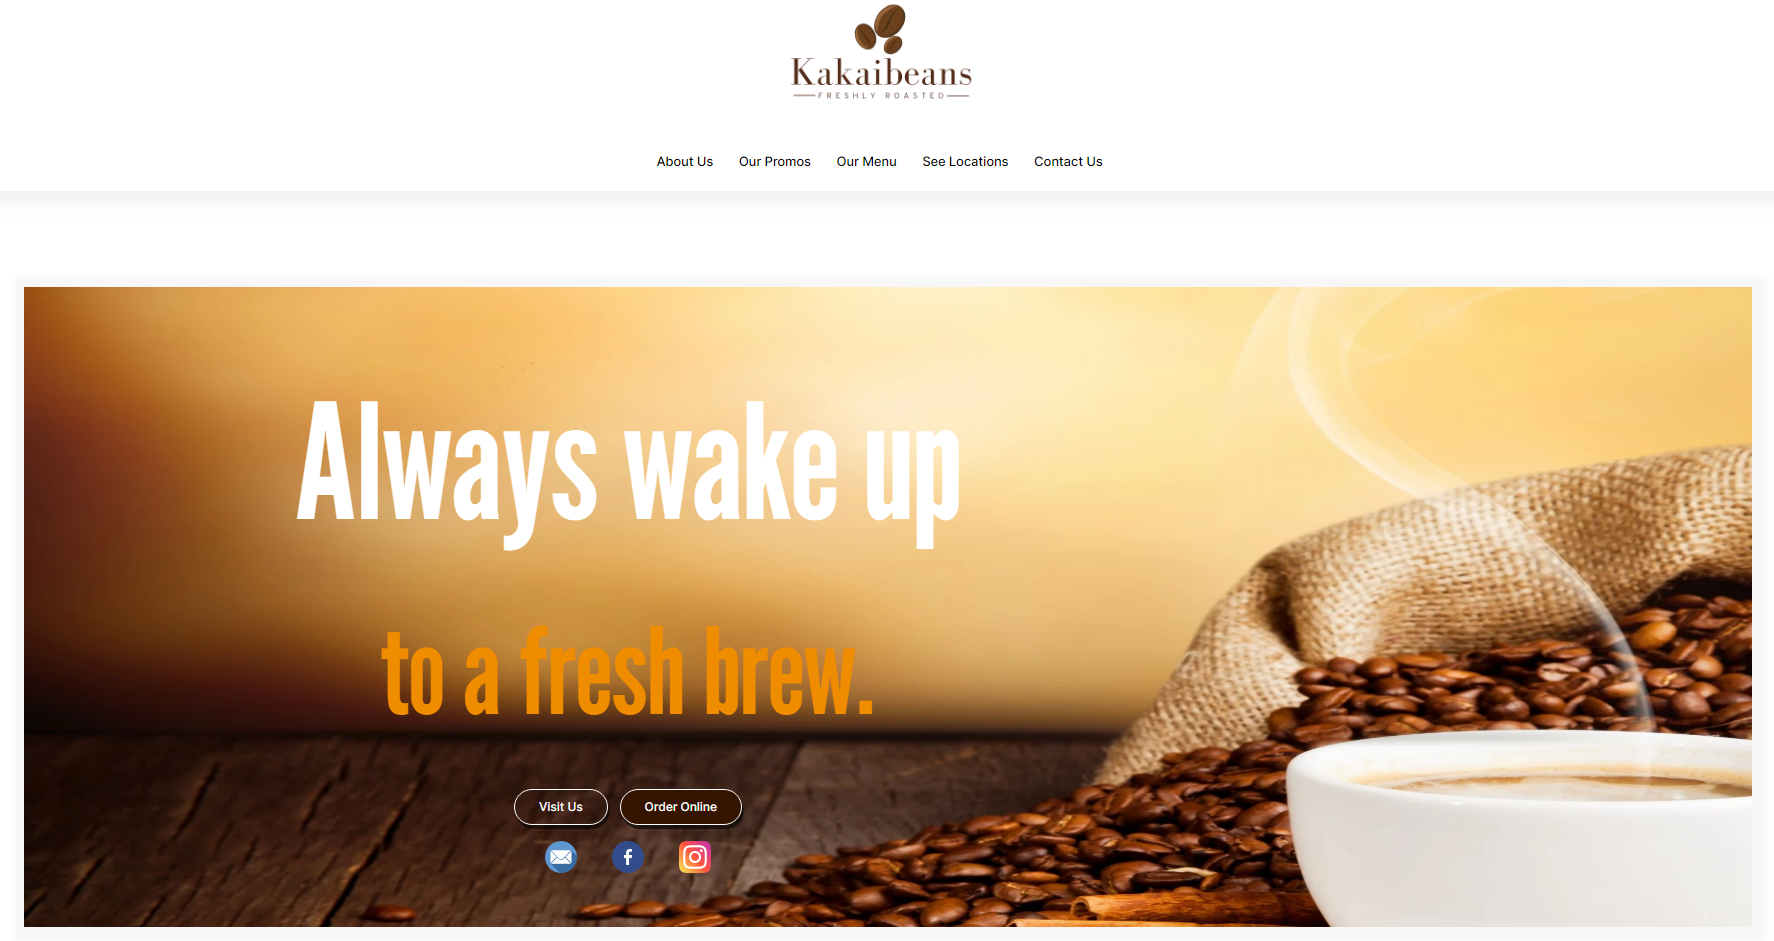 Kakaibeans
FRESHLY ROASTED
About Us Our Promos Our Menu See Locations Contact Us
Always wake up
to a fresh brew.
Visit Us Order Online
f